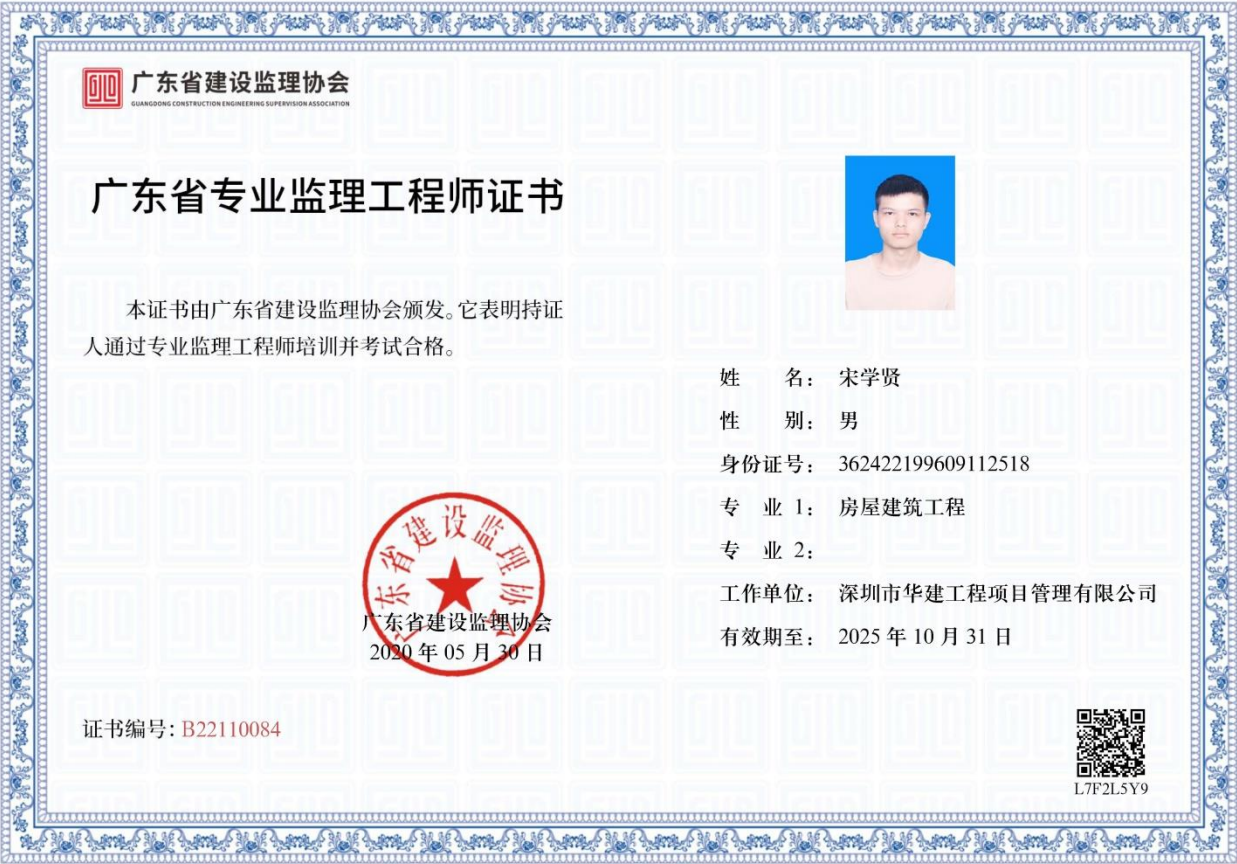 广东省建设监理协会
GUANGDONG CONSTRUCTION ENGINEERING SUPERVISION ASSOCIATION
广东省专业监理工程师证书
本证书由广东省建设监理协会颁发。它表明持证
人通过专业监理工程师培训并考试合格。
姓 名： 宋学贤
性 别： 男
身份证号： 362422199609112518
专 业 1： 房屋建筑工程
专 业 2：
工作单位： 深圳市华建工程项目管理有限公司
有效期至： 2025 年 10 月 31 日
广东省建设监理协会
广东省建设监理协会
2020 年 05 月 30 日
证书编号：B22110084
L7F2L5Y9